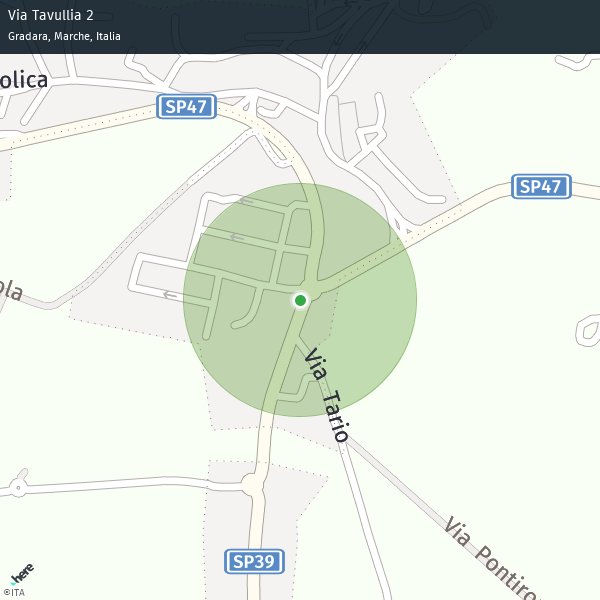 Via Tavullia 2
Gradara, Marche, Italia
olica
SP47
SP47
ola
Via Tario
SP39
Via Pontiro
here
©ITA